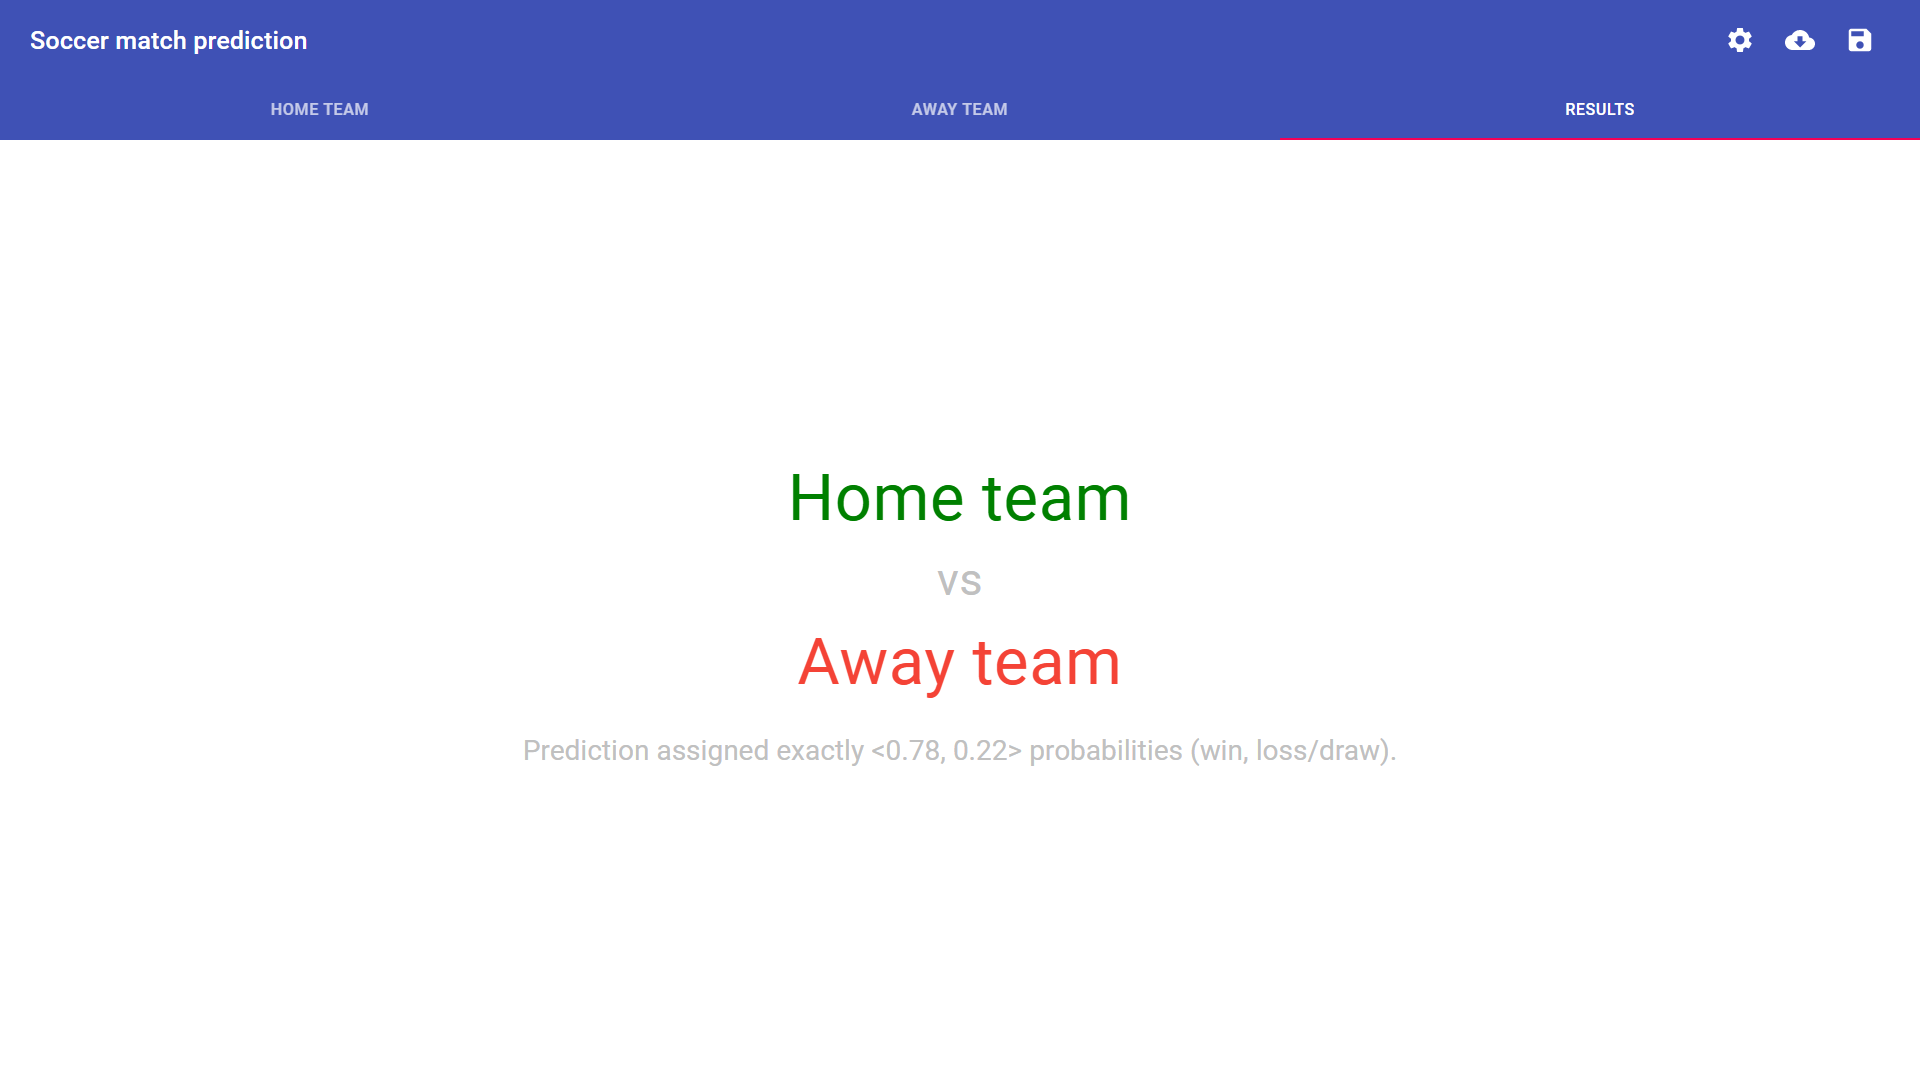 Soccer match prediction
HOME TEAM
AWAY TEAM
RESULTS
Home team
vs
Away team
Prediction assigned exactly <0.78, 0.22> probabilities (win, loss/draw).